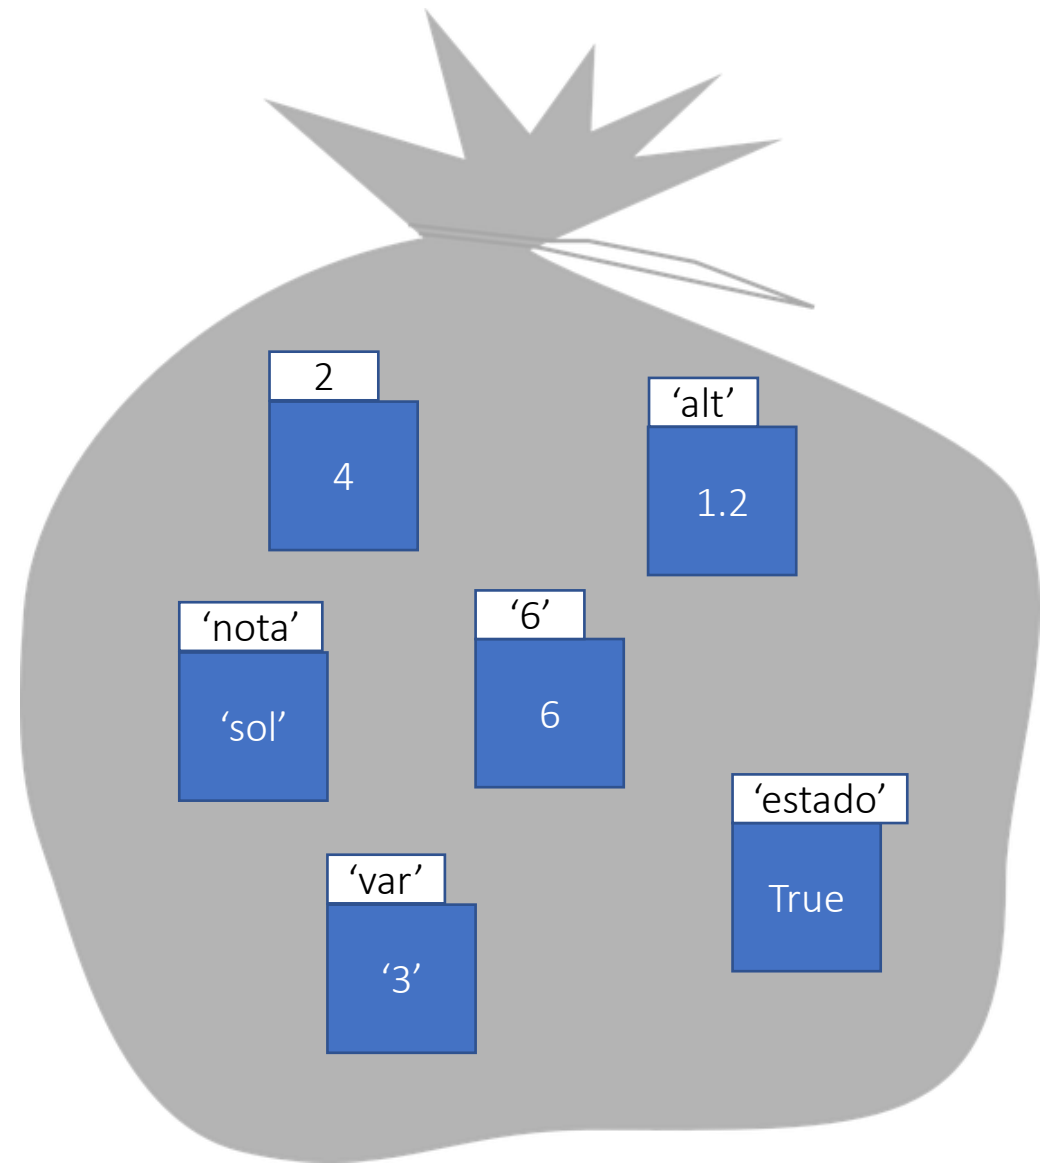 2
4
‘alt’
1.2
‘nota’
‘sol’
‘6’
6
‘estado’
True
‘var’
‘3’